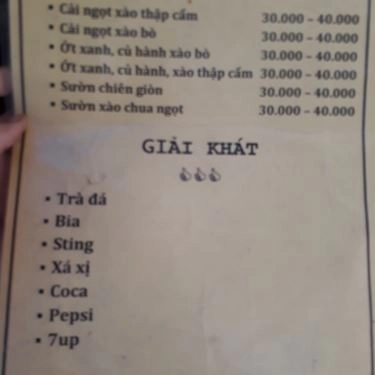 • Cải ngọt xào thập cẩm 30.000 – 40.000
• Cải ngọt xào bò 30.000 – 40.000
• Ớt xanh, củ hành xào bò 30.000 – 40.000
• Ớt xanh, củ hành, xào thập cẩm 30.000 – 40.000
• Sườn chiên giòn 30.000 – 40.000
• Sườn xào chua ngọt 30.000 – 40.000
GIẢI KHÁT
• Trà đá
• Bia
• Sting
• Xá xị
• Coca
• Pepsi
• 7up